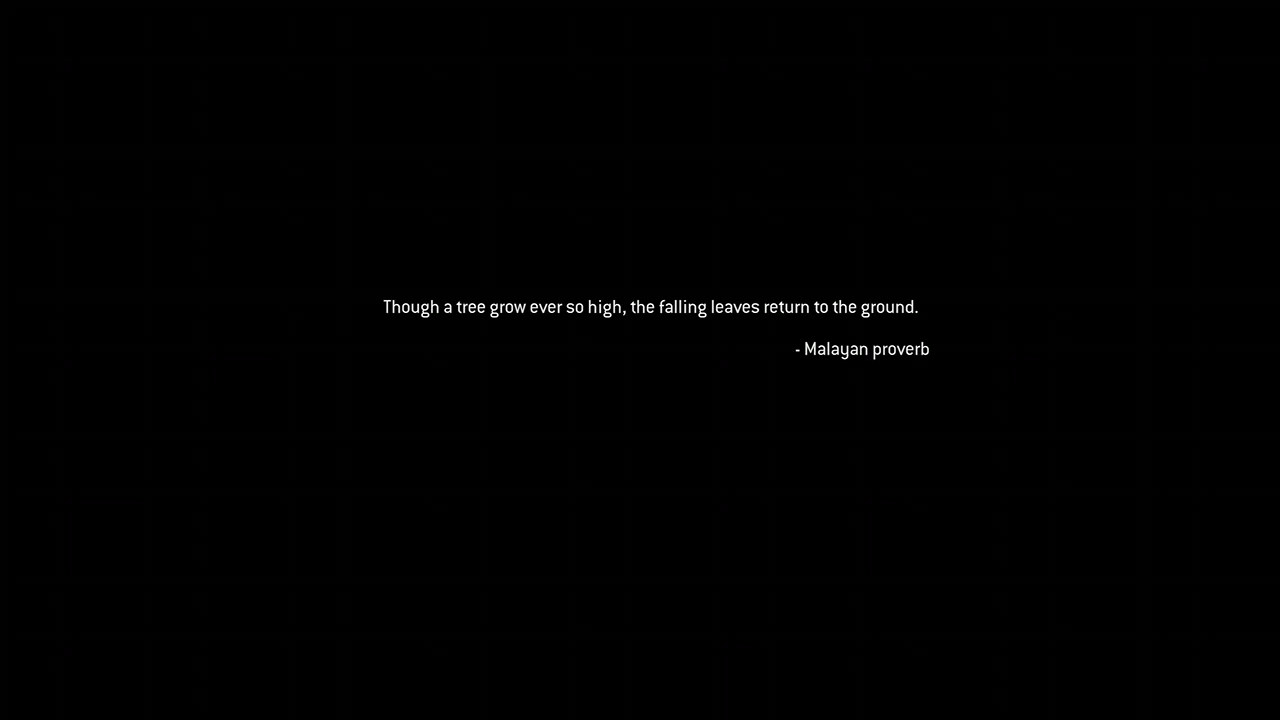 Though a tree grow ever so high, the falling leaves return to the ground.
- Malayan proverb